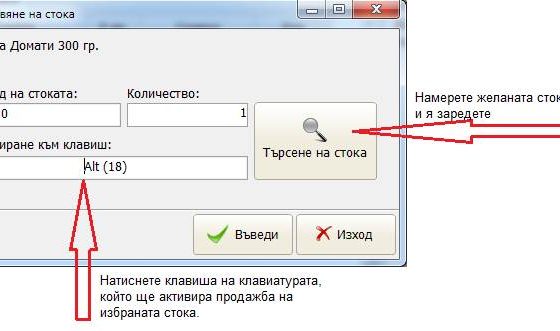 вяне на стока
а Домати 300 гр.
д на стоката:
Количество:
0
1
Намерете желаната сток
и я заредете
Търсене на стока
иране към клавиш:
Alt (18)
Въведи
Изход
Натиснете клавиша на клавиатурата,
който ще активира продажба на
избраната стока.